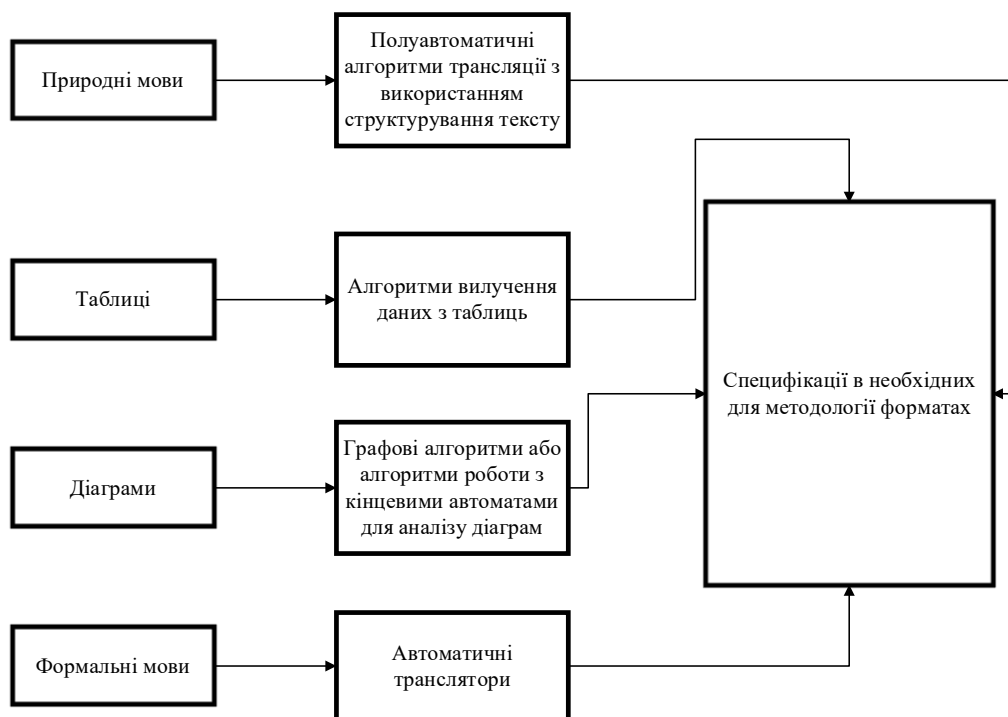 Природні мови
Полуавтоматичні
алгоритми трансляції з
використанням
структурування тексту
Таблиці
Алгоритми вилучення
даних з таблиць
Специфікації в необхідних
для методології форматах
Діаграми
Графові алгоритми або
алгоритми роботи з
кінцевими автоматами
для аналізу діаграм
Формальні мови
Автоматичні
транслятори